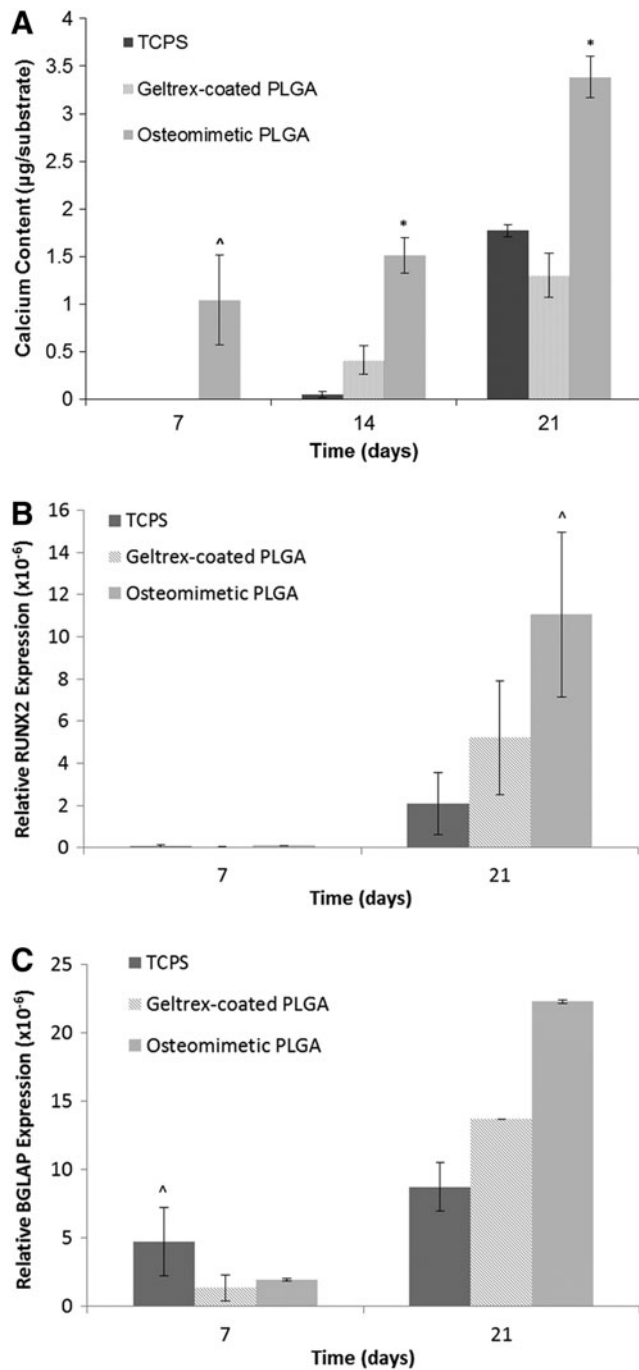 A
TCPS
Geltrex-coated PLGA
Osteomimetic PLGA
Calcium Content (µg/substrate)
4
3.5
3
2.5
2
1.5
1
0.5
0
^
*
*
7 14 21
Time (days)
B
TCPS
Geltrex-coated PLGA
Osteomimetic PLGA
Relative RUNX2 Expression (x10⁻⁶)
16
14
12
10
8
6
4
2
0
^
7 21
Time (days)
C
TCPS
Geltrex-coated PLGA
Osteomimetic PLGA
Relative BGLAP Expression (x10⁻⁶)
25
20
15
10
5
0
^
7 21
Time (days)